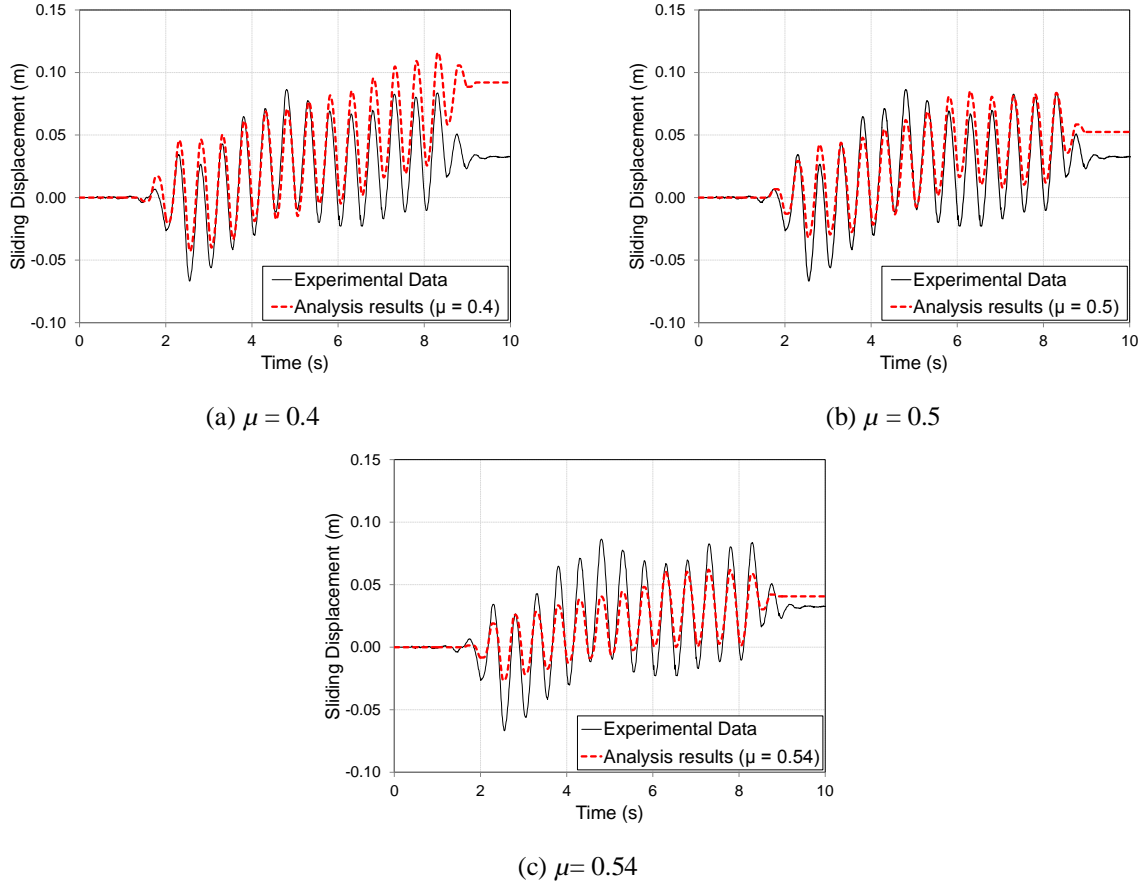 0.15
0.10
0.05
0.00
-0.05
-0.10
Sliding Displacement (m)
Experimental Data
Analysis results (μ = 0.4)
0 2 4 6 8 10
Time (s)
(a) μ = 0.4
0.15
0.10
0.05
0.00
-0.05
-0.10
Sliding Displacement (m)
Experimental Data
Analysis results (μ = 0.5)
0 2 4 6 8 10
Time (s)
(b) μ = 0.5
0.15
0.10
0.05
0.00
-0.05
-0.10
Sliding Displacement (m)
Experimental Data
Analysis results (μ = 0.54)
0 2 4 6 8 10
Time (s)
(c) μ= 0.54